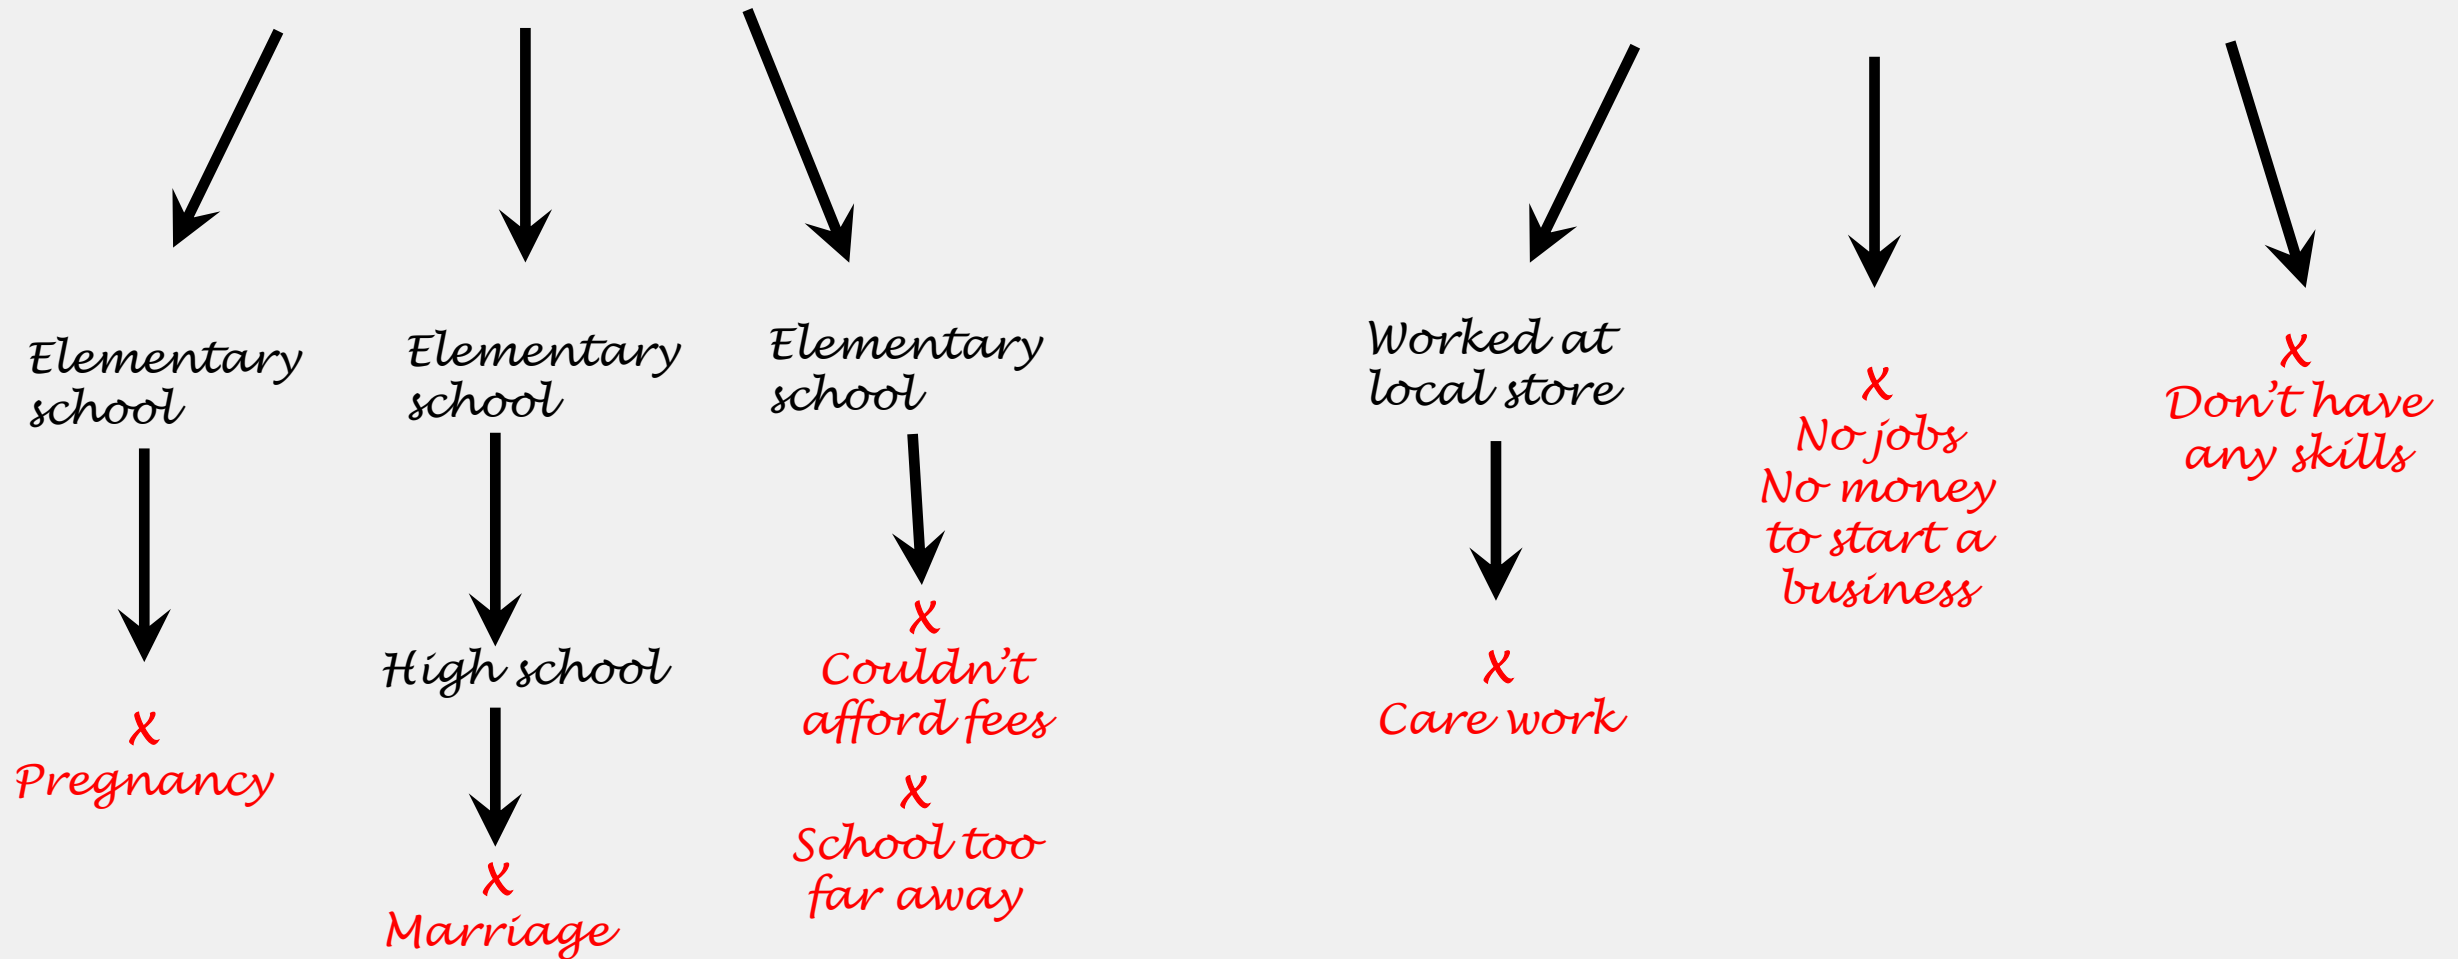 Elementary
school
x
Pregnancy
Elementary
school
High school
x
Marriage
Elementary
school
x
Couldn't
afford fees
x
School too
far away
Worked at
local store
x
Care work
x
No jobs
No money
to start a
business
x
Don't have
any skills